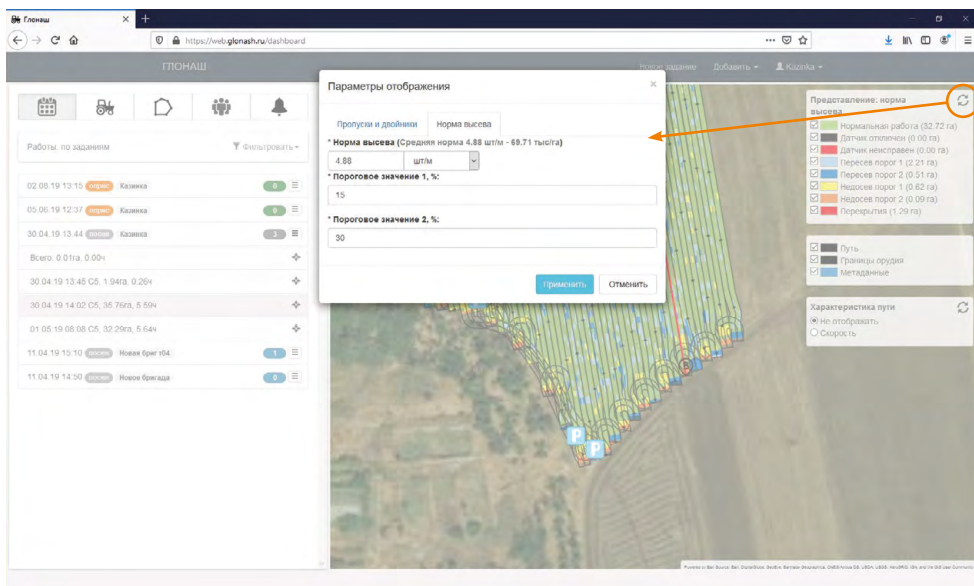 Глонаш
https://web.glonash.ru/dashboard
ГЛОНАШ
Новое задание Добавить Kazinka
Работы, по заданиям
Фильтровать
02.08.19 13:15 Казинка 0
05.06.19 12:37 Казинка 0
30.04.19 13:44 посев Казинка 3
Всего: 0.01га, 0.00ч
30.04.19 13:45 С5, 1.94га, 0.26ч
30.04.19 14:02 С5, 35.76га, 5.59ч
01.05.19 08:08 С5, 32.29га, 5.64ч
11.04.19 15:10 посев Новая бриг 1
11.04.19 14:50 посев Новое бригада 0
Параметры отображения
×
Пропуски и двойники
Норма высева
* Норма высева (Средняя норма 4.88 шт/м - 69.71 тыс/га)
4.88 шт/м
* Пороговое значение 1, %:
15
* Пороговое значение 2, %:
30
Применить Отменить
Представление: норма
высева
Нормальная работа (32.72 га)
Датчик отключен (0.00 га)
Датчик неисправен (0.00 га)
Пересев порог 1 (2.21 га)
Пересев порог 2 (0.51 га)
Недосев порог 1 (0.62 га)
Недосев порог 2 (0.09 га)
Перекрытия (1.29 га)
Путь
Границы орудия
Метаданные
Характеристика пути
Не отображать
Скорость
P
P